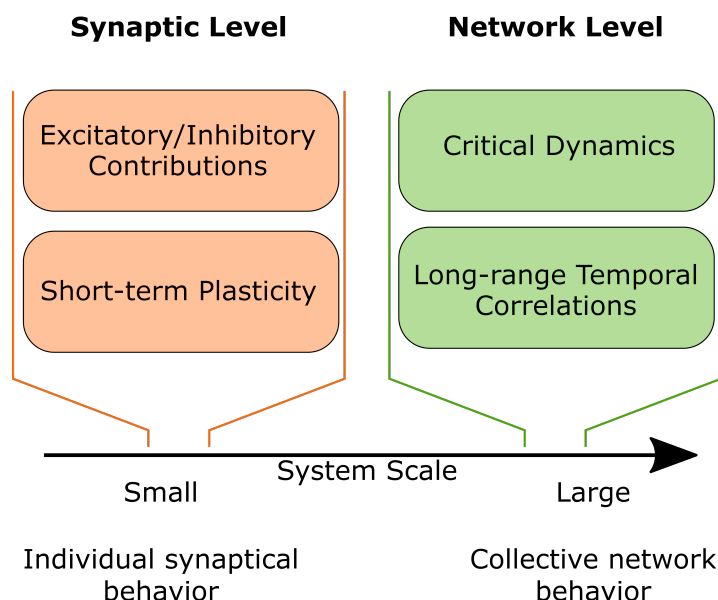 Synaptic Level
Network Level
Excitatory/Inhibitory
Contributions
Critical Dynamics
Short-term Plasticity
Long-range Temporal
Correlations
System Scale
Small
Large
Individual synaptical
behavior
Collective network
behavior